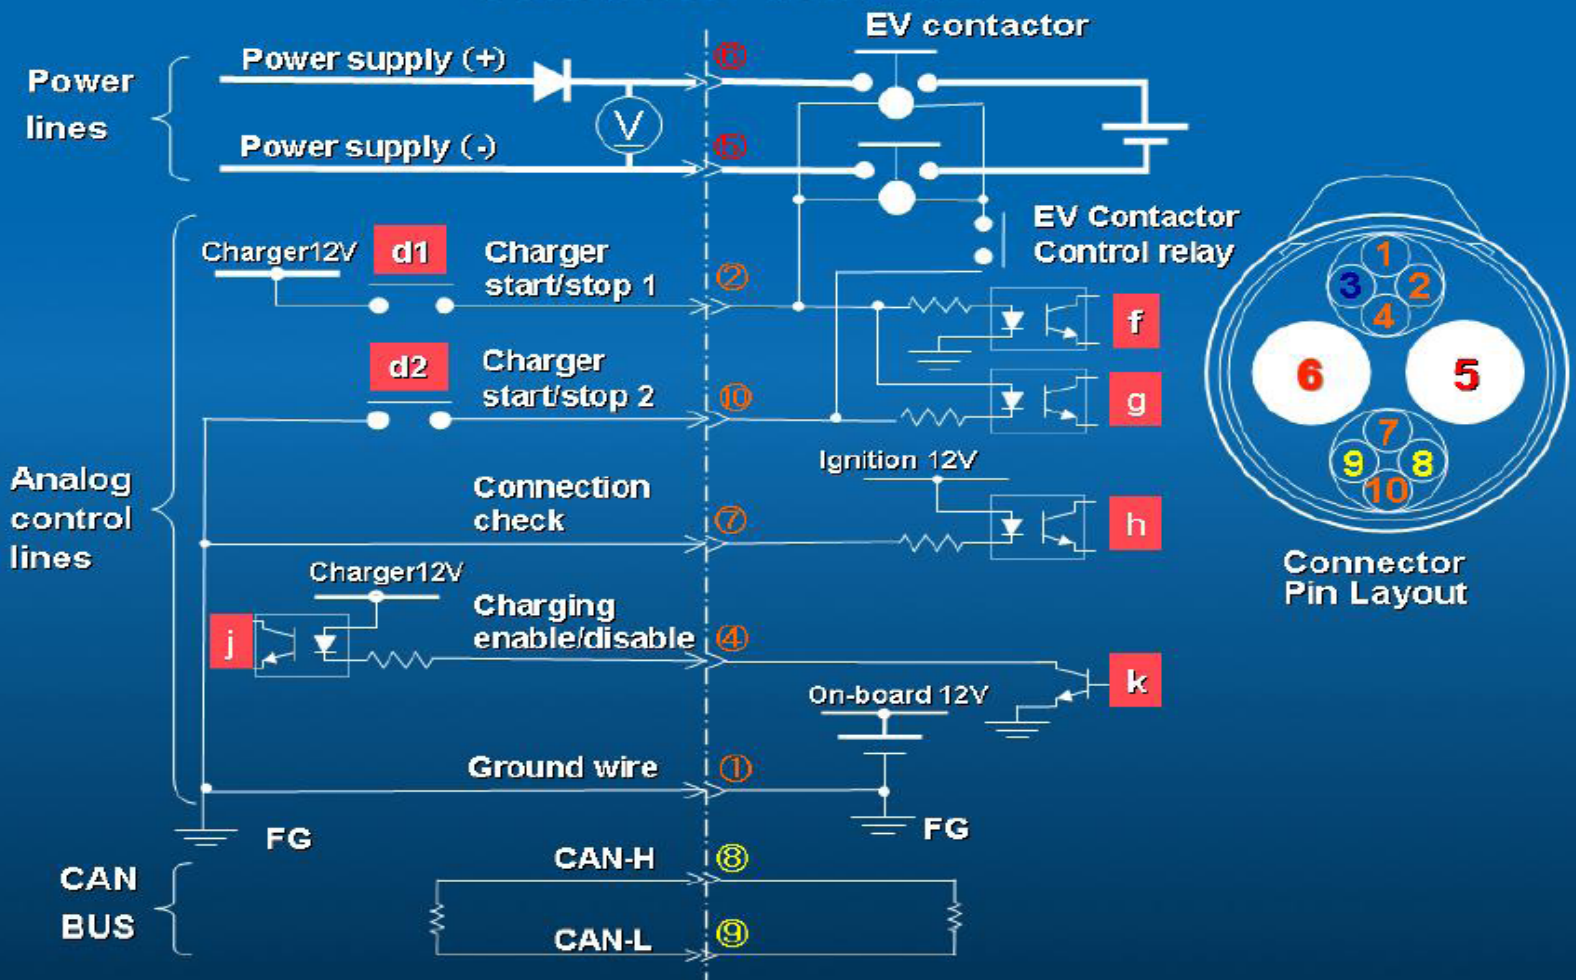 EV contactor
Power supply (+)
⑥
Power
lines
V
Power supply (-)
⑤
EV Contactor
Control relay
Charger12V
d1
Charger
start/stop 1
②
f
d2
Charger
start/stop 2
⑩
g
Ignition 12V
Analog
control
lines
Connection
check
⑦
h
Charger12V
Charging
enable/disable
④
j
k
On-board 12V
Ground wire
①
FG
FG
CAN
BUS
CAN-H
⑧
CAN-L
⑨
1
3
2
4
6
5
7
9
8
10
Connector
Pin Layout